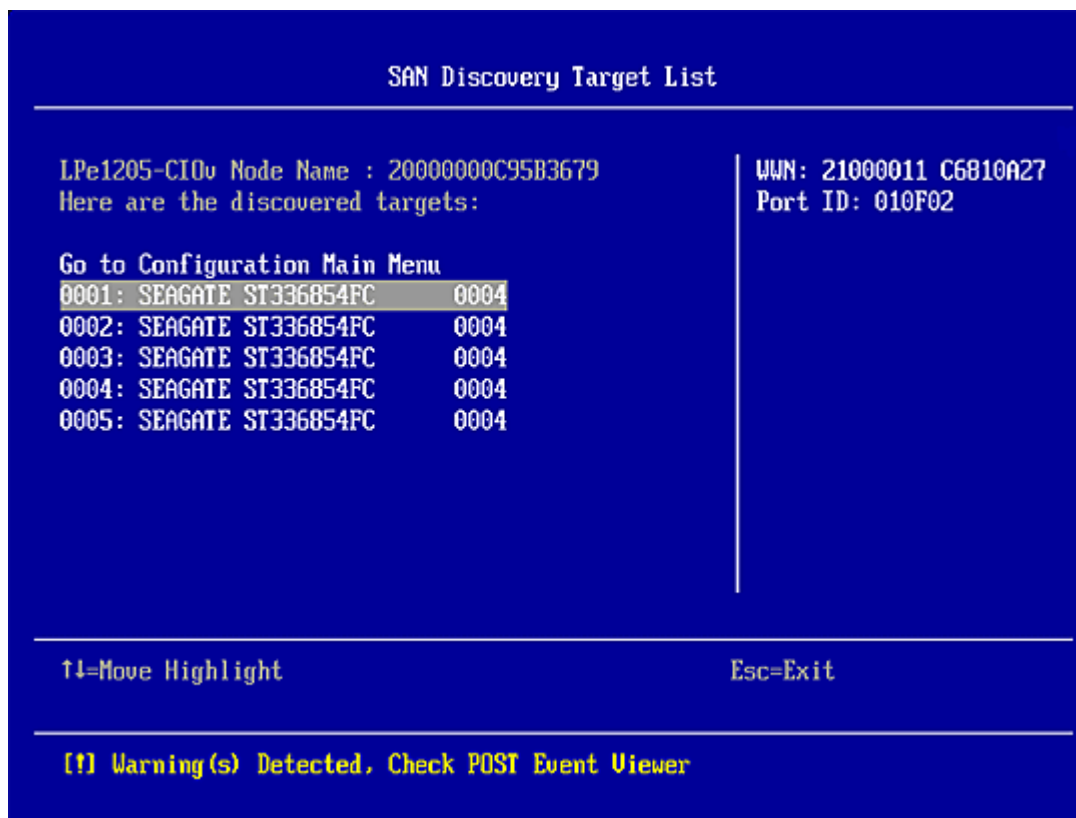 SAN Discovery Target List
LPe1205-CIOv Node Name : 20000000C95B3679
Here are the discovered targets:
WWN: 21000011 C6810A27
Port ID: 010F02
Go to Configuration Main Menu
0001: SEAGATE ST336854FC 0004
0002: SEAGATE ST336854FC 0004
0003: SEAGATE ST336854FC 0004
0004: SEAGATE ST336854FC 0004
0005: SEAGATE ST336854FC 0004
↑↓=Move Highlight Esc=Exit
[!] Warning(s) Detected, Check POST Event Viewer